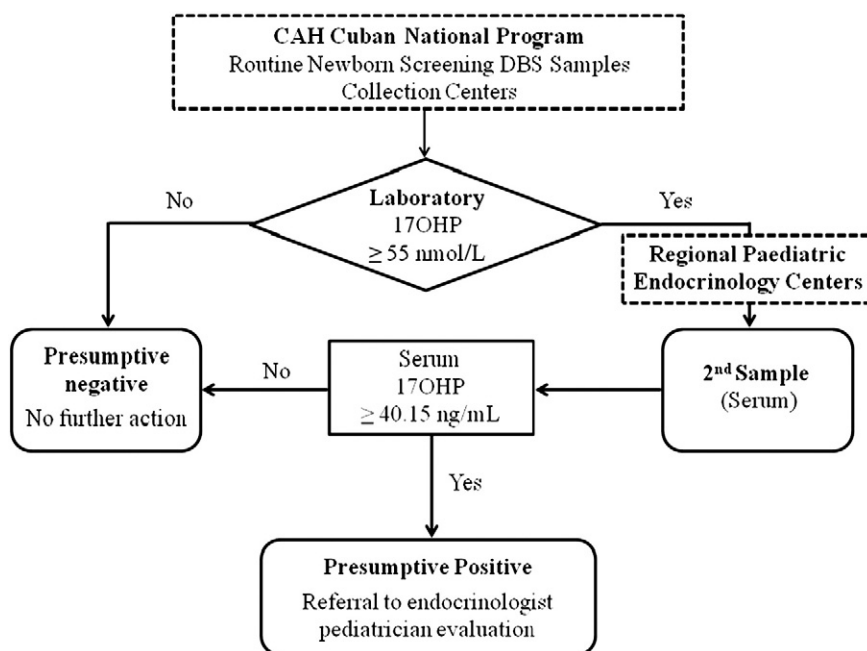 CAH Cuban National Program
Routine Newborn Screening DBS Samples
Collection Centers
No
Laboratory
17OHP
≥ 55 nmol/L
Yes
Regional Paediatric
Endocrinology Centers
Presumptive
negative
No further action
No
Serum
17OHP
≥ 40.15 ng/mL
2nd Sample
(Serum)
Yes
Presumptive Positive
Referral to endocrinologist
pediatrician evaluation